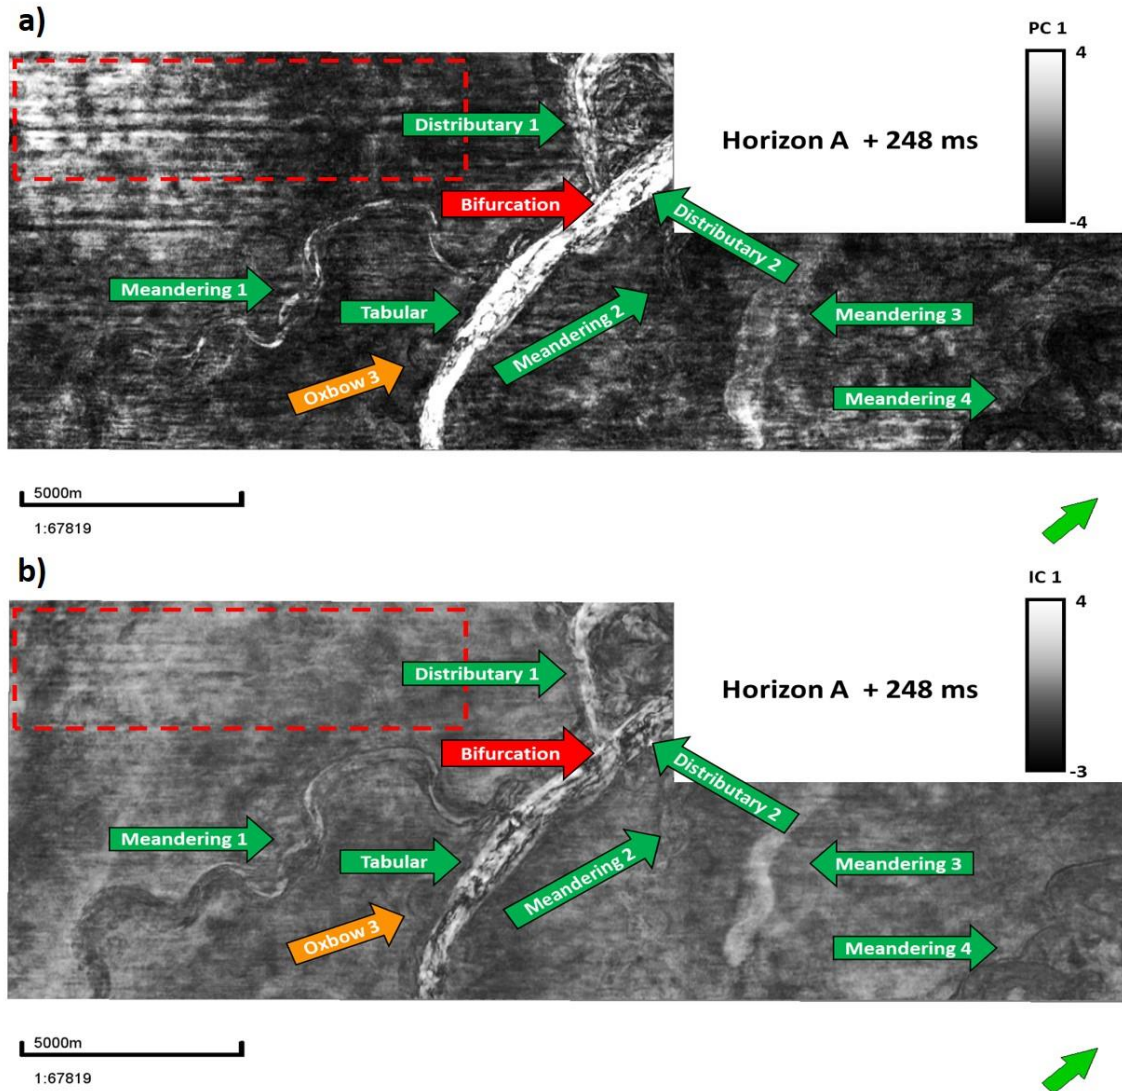 a)
PC 1
4
-4
Distributary 1
Horizon A + 248 ms
Bifurcation
Distributary 2
Meandering 1
Tabular
Meandering 2
Meandering 3
Oxbow 3
Meandering 4
5000m
1:67819
b)
IC 1
4
-3
Distributary 1
Horizon A + 248 ms
Bifurcation
Distributary 2
Meandering 1
Tabular
Meandering 2
Meandering 3
Oxbow 3
Meandering 4
5000m
1:67819